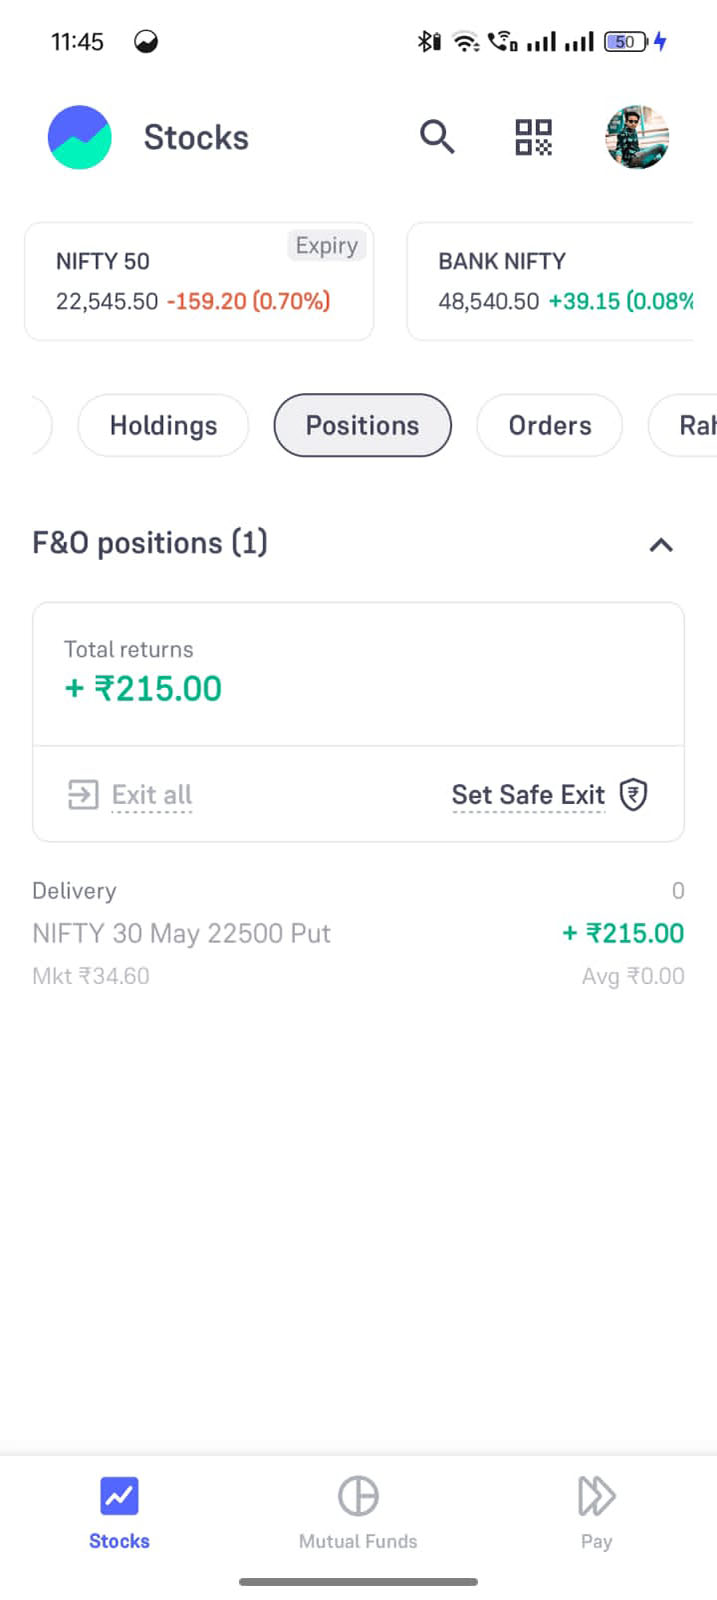 11:45
50
Stocks
Expiry
NIFTY 50
22,545.50 -159.20 (0.70%)
BANK NIFTY
48,540.50 +39.15 (0.08%
Holdings
Positions
Orders
Rah
F&O positions (1)
Total returns
+ ₹215.00
Exit all
Set Safe Exit
Delivery 0
NIFTY 30 May 22500 Put + ₹215.00
Mkt ₹34.60 Avg ₹0.00
Stocks
Mutual Funds
Pay